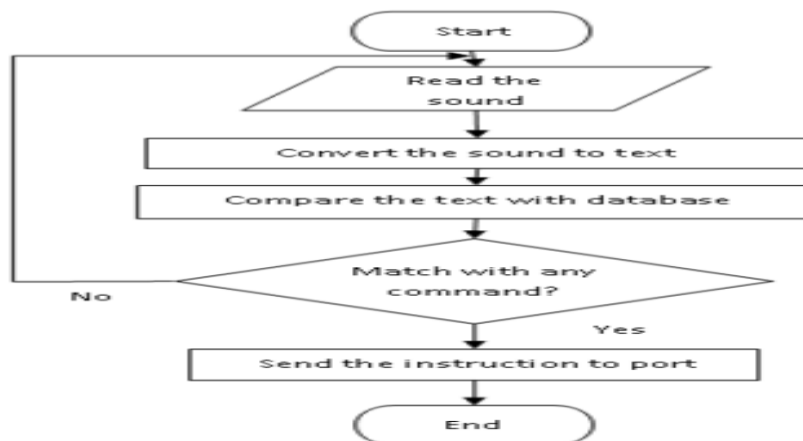 Start
Read the
sound
Convert the sound to text
Compare the text with database
Match with any
command?
No
Yes
Send the instruction to port
End